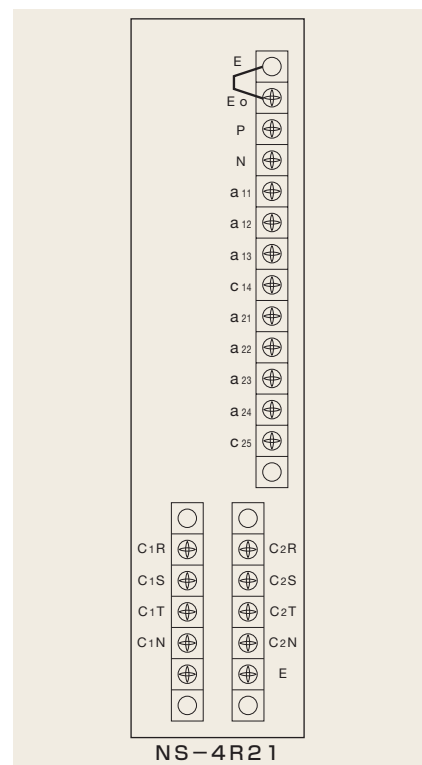 E
Eo
P
N
a11
a12
a13
c14
a21
a22
a23
a24
c25
C1R C2R
C1S C2S
C1T C2T
C1N C2N
E
NS-4R21